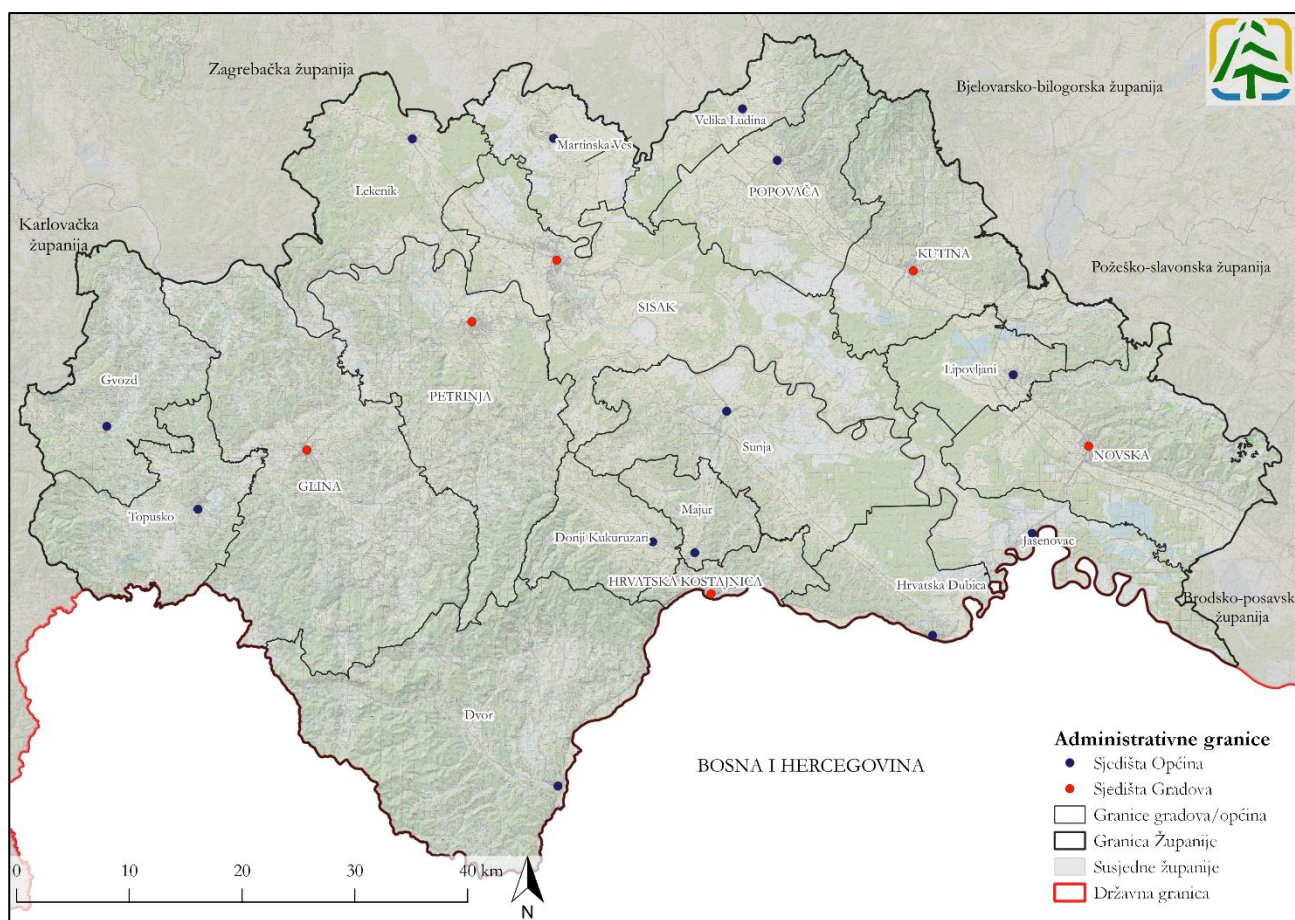 Zagrebačka županija
Bjelovarsko-bilogorska županija
Velika Ludina
Martinska Ves
Lekenik
POPOVAČA
Karlovačka
županija
KUTINA
Požeško-slavonska županija
SISAK
Gvozd
Lipovljani
PETRINJA
Sunja
NOVSKA
GLINA
Topusko
Majur
Donji Kukuruzari
Jasenovac
HRVATSKA KOSTAJNICA
Hrvatska Dubica
Brodsko-posavsk
županija
Dvor
BOSNA I HERCEGOVINA
Administrativne granice
Sjedišta Općina
Sjedišta Gradova
Granice gradova/općina
Granica Županije
Susjedne županije
Državna granica
0 10 20 30 40 km
N